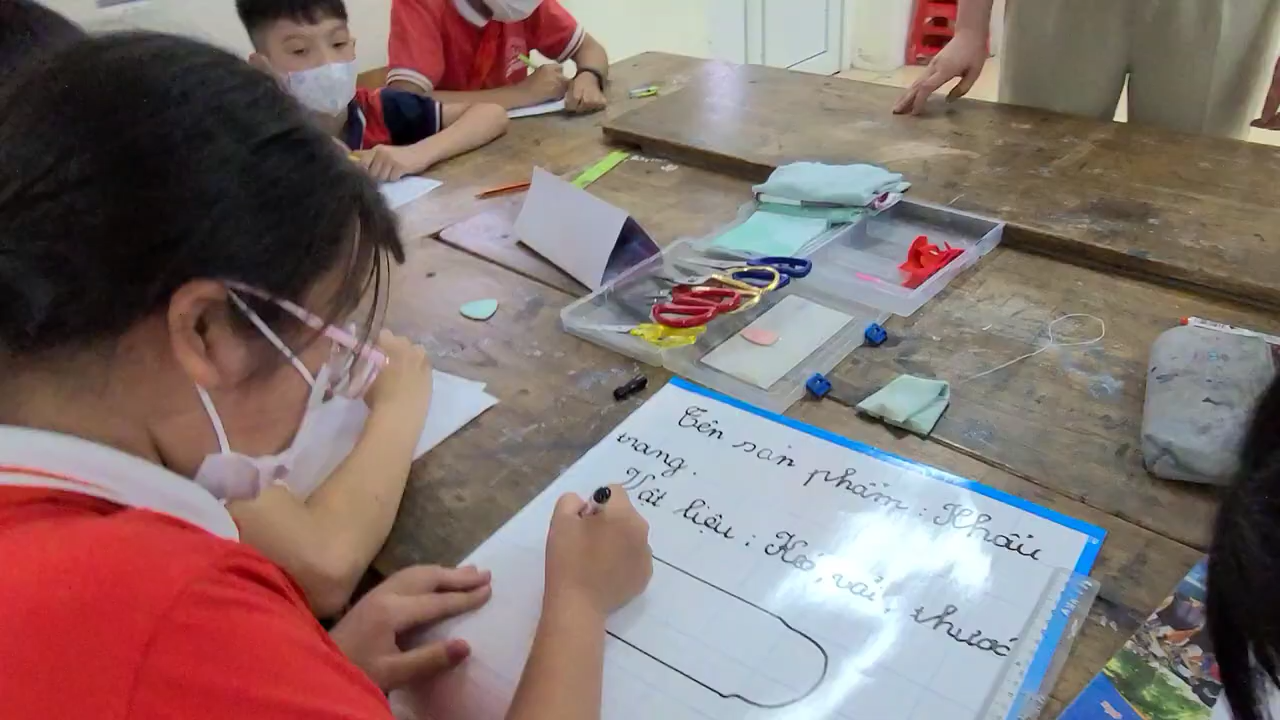 Tên sản phẩm : Khẩu
trang.
Vật liệu : Kéo, vải, thước